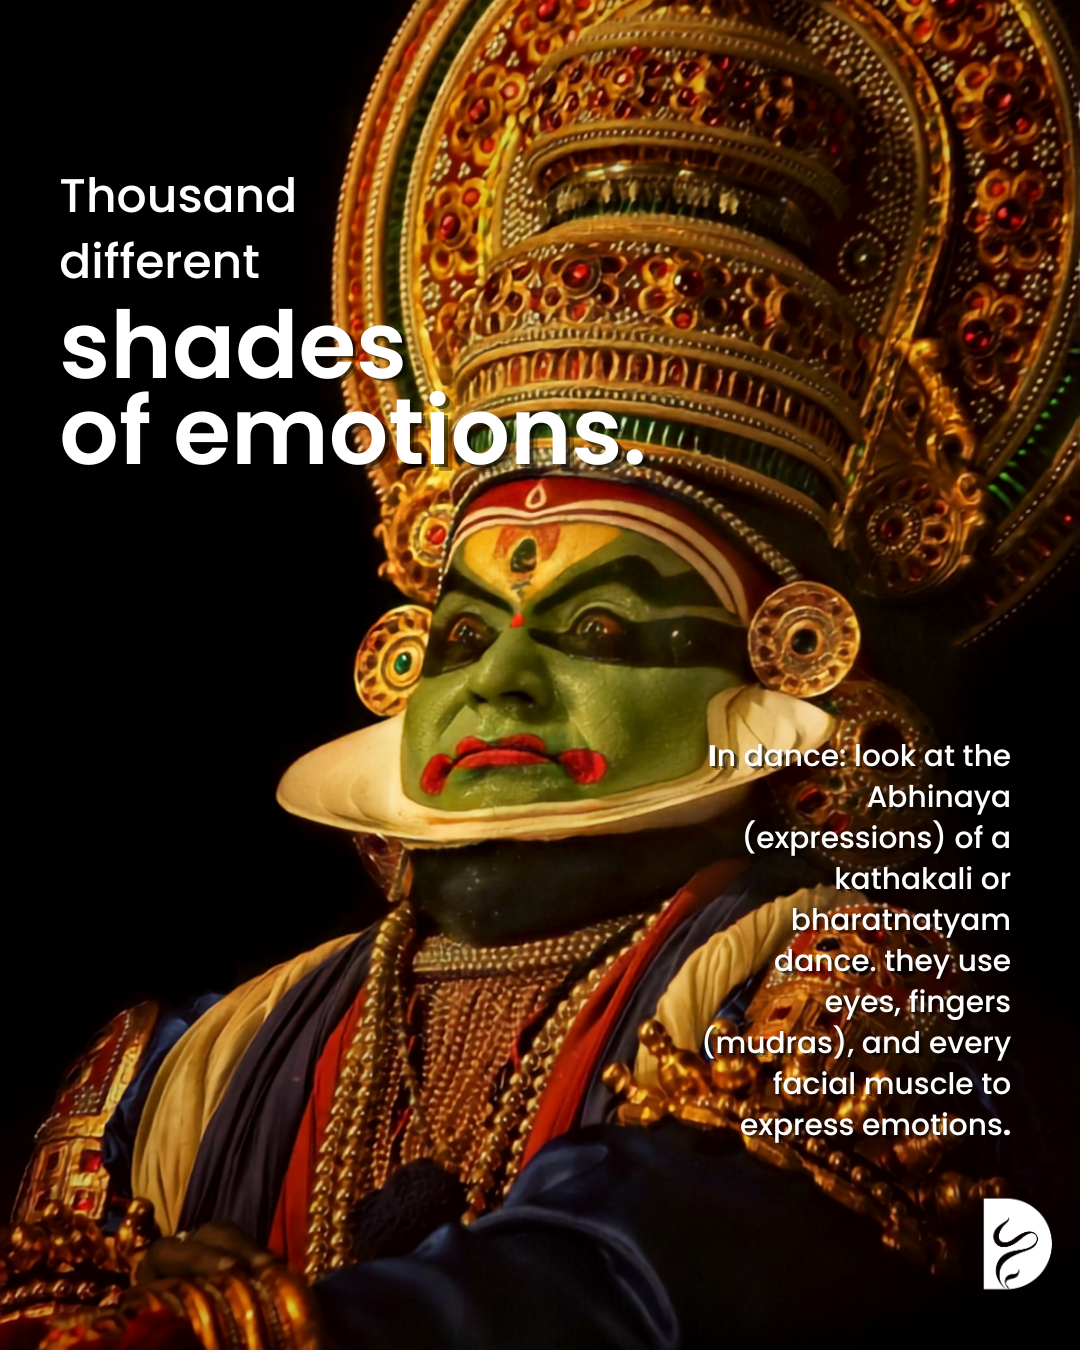 Thousand
different
shades
of emotions.
In dance: look at the
Abhinaya
(expressions) of a
kathakali or
bharatnatyam
dance. they use
eyes, fingers
(mudras), and every
facial muscle to
express emotions.